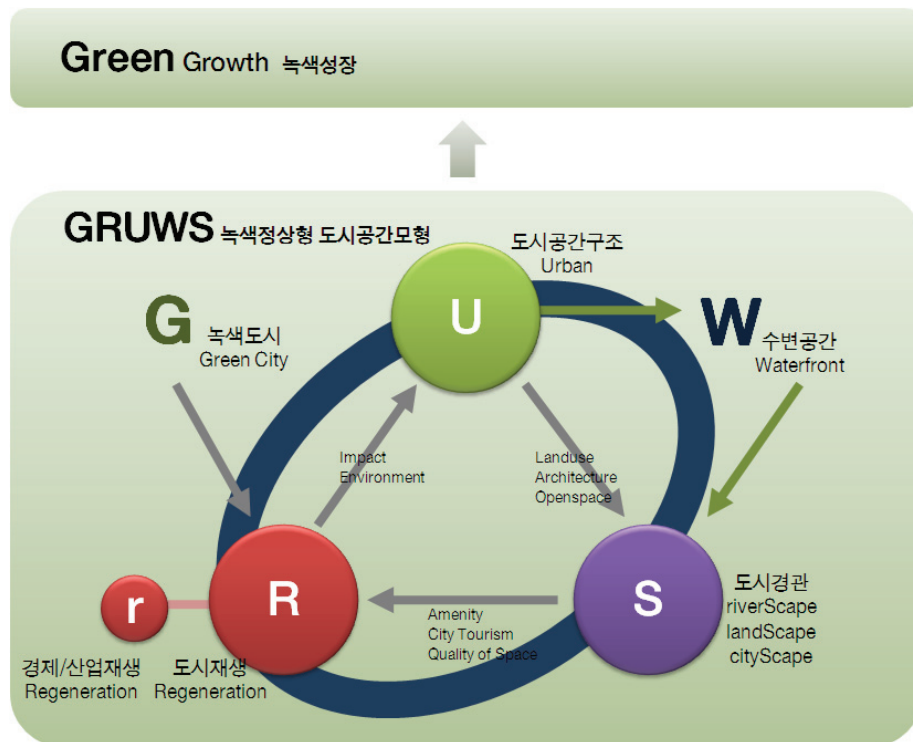 Green Growth 녹색성장
GRUWS 녹색정상형 도시공간모형
도시공간구조
Urban
U
G
녹색도시
Green City
W
수변공간
Waterfront
Impact
Environment
Landuse
Architecture
Openspace
r
R
S
Amenity
City Tourism
Quality of Space
도시경관
riverScape
landScape
cityScape
경제/산업재생
Regeneration
도시재생
Regeneration